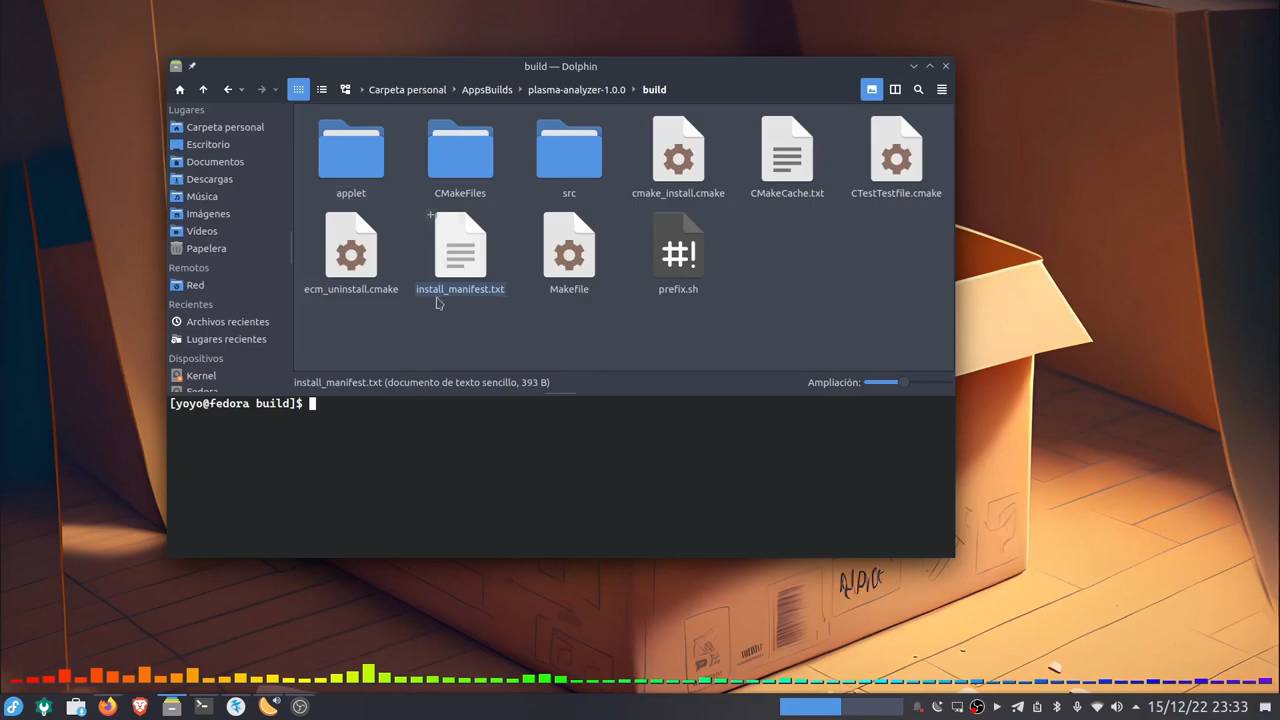 build — Dolphin
Carpeta personal > AppsBuilds > plasma-analyzer-1.0.0 > build
Lugares
Carpeta personal
Escritorio
Documentos
Descargas
Música
Imágenes
Vídeos
Papelera
Remotos
Red
Recientes
Archivos recientes
Lugares recientes
Dispositivos
Kernel
Fedora
applet
CMakeFiles
src
cmake_install.cmake
CMakeCache.txt
CTestTestfile.cmake
ecm_uninstall.cmake
install_manifest.txt
Makefile
#!
prefix.sh
install_manifest.txt (documento de texto sencillo, 393 B)
Ampliación:
[yoyo@fedora build]$
15/12/22 23:33